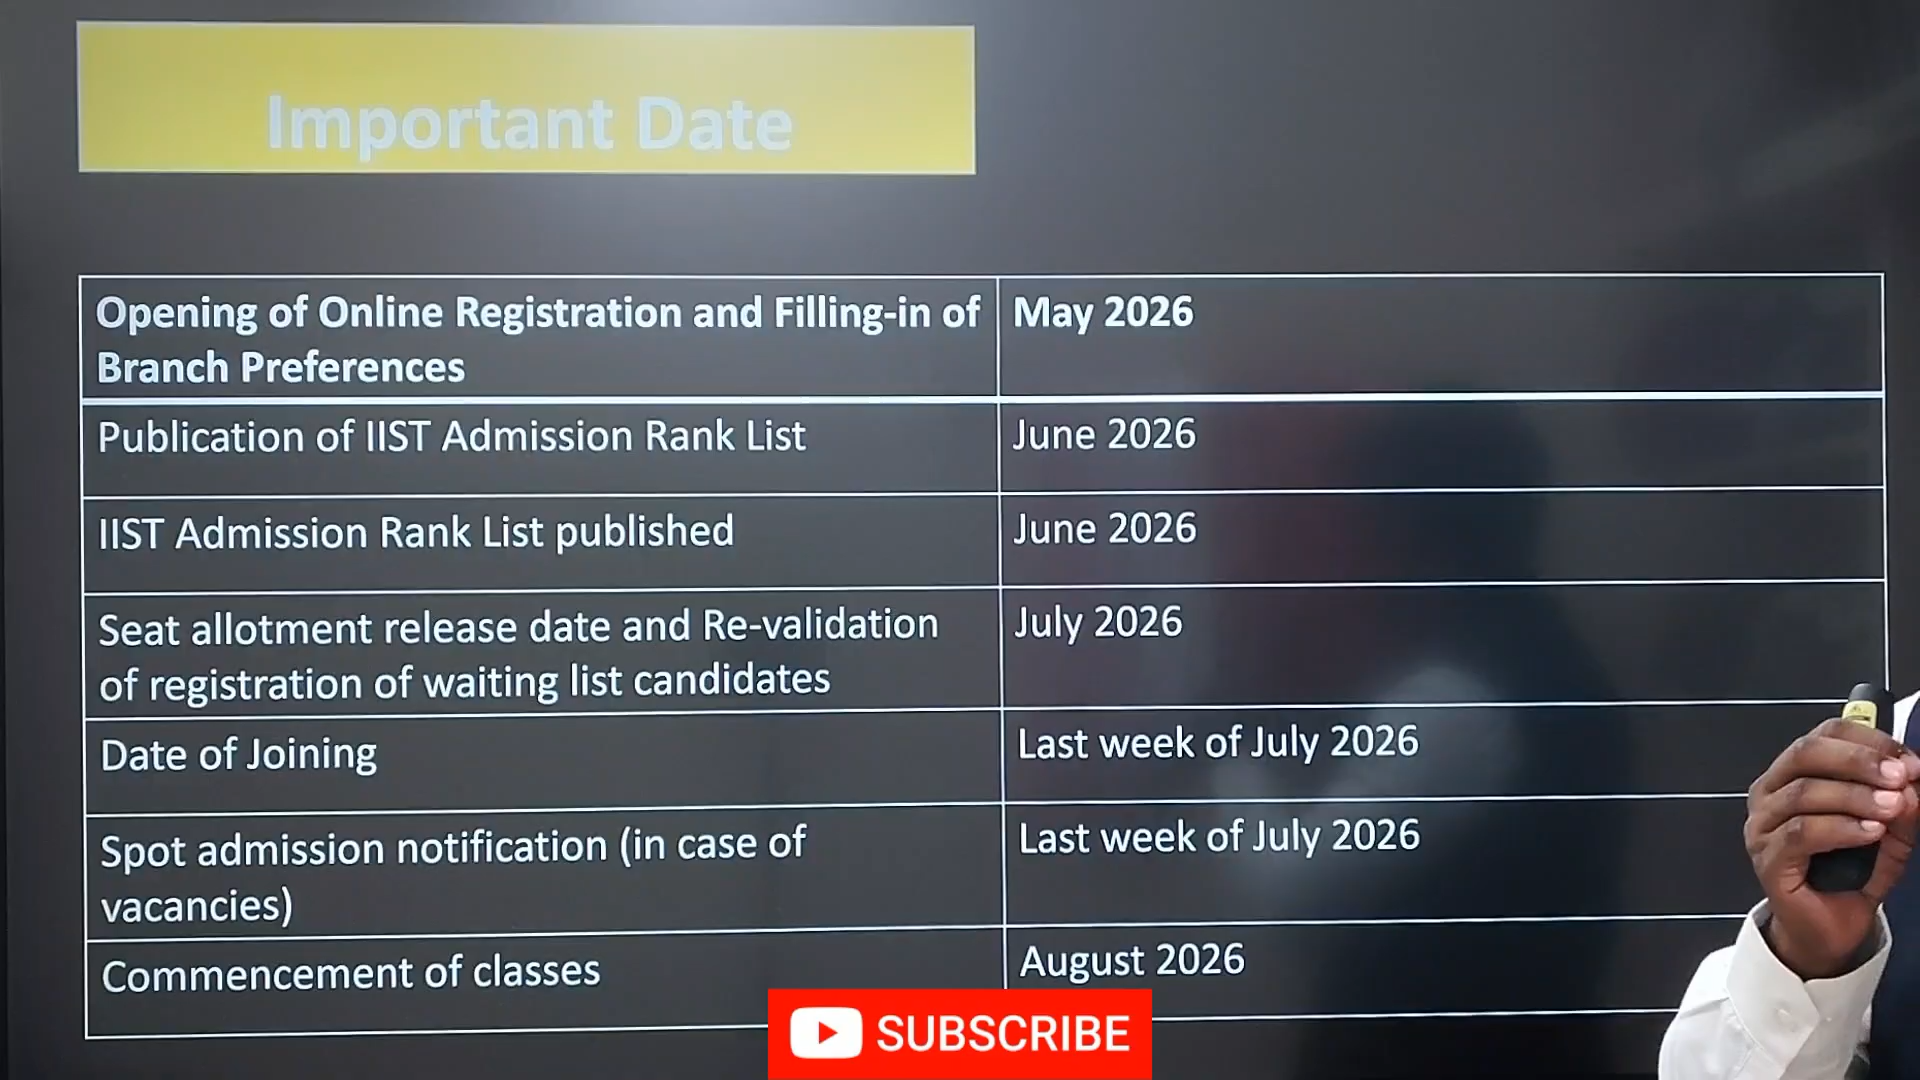 Important Date
Opening of Online Registration and Filling-in of
Branch Preferences
May 2026
Publication of IIST Admission Rank List
June 2026
IIST Admission Rank List published
June 2026
Seat allotment release date and Re-validation
of registration of waiting list candidates
July 2026
Date of Joining
Last week of July 2026
Spot admission notification (in case of
vacancies)
Last week of July 2026
Commencement of classes
August 2026
SUBSCRIBE